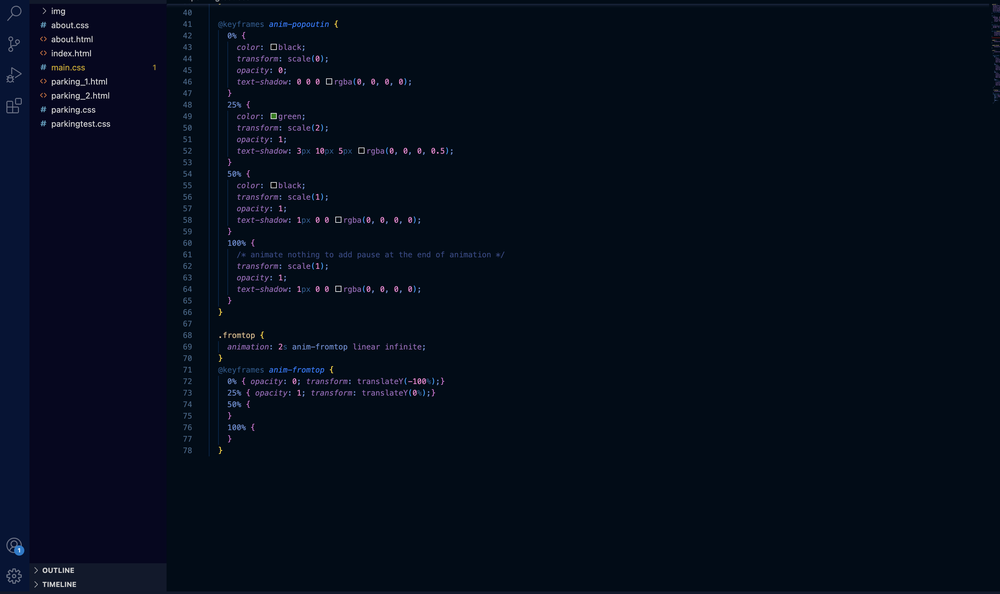 img
about.css
about.html
index.html
main.css 1
parking_1.html
parking_2.html
parking.css
parkingtest.css
1
OUTLINE
TIMELINE
40
41 @keyframes anim-popoutin {
42 0% {
43 color: black;
44 transform: scale(0);
45 opacity: 0;
46 text-shadow: 0 0 0 rgba(0, 0, 0, 0);
47 }
48 25% {
49 color: green;
50 transform: scale(2);
51 opacity: 1;
52 text-shadow: 3px 10px 5px rgba(0, 0, 0, 0.5);
53 }
54 50% {
55 color: black;
56 transform: scale(1);
57 opacity: 1;
58 text-shadow: 1px 0 0 rgba(0, 0, 0, 0);
59 }
60 100% {
61 /* animate nothing to add pause at the end of animation */
62 transform: scale(1);
63 opacity: 1;
64 text-shadow: 1px 0 0 rgba(0, 0, 0, 0);
65 }
66 }
67
68 .fromtop {
69 animation: 2s anim-fromtop linear infinite;
70 }
71 @keyframes anim-fromtop {
72 0% { opacity: 0; transform: translateY(-100%);}
73 25% { opacity: 1; transform: translateY(0%);}
74 50% {
75 }
76 100% {
77 }
78 }